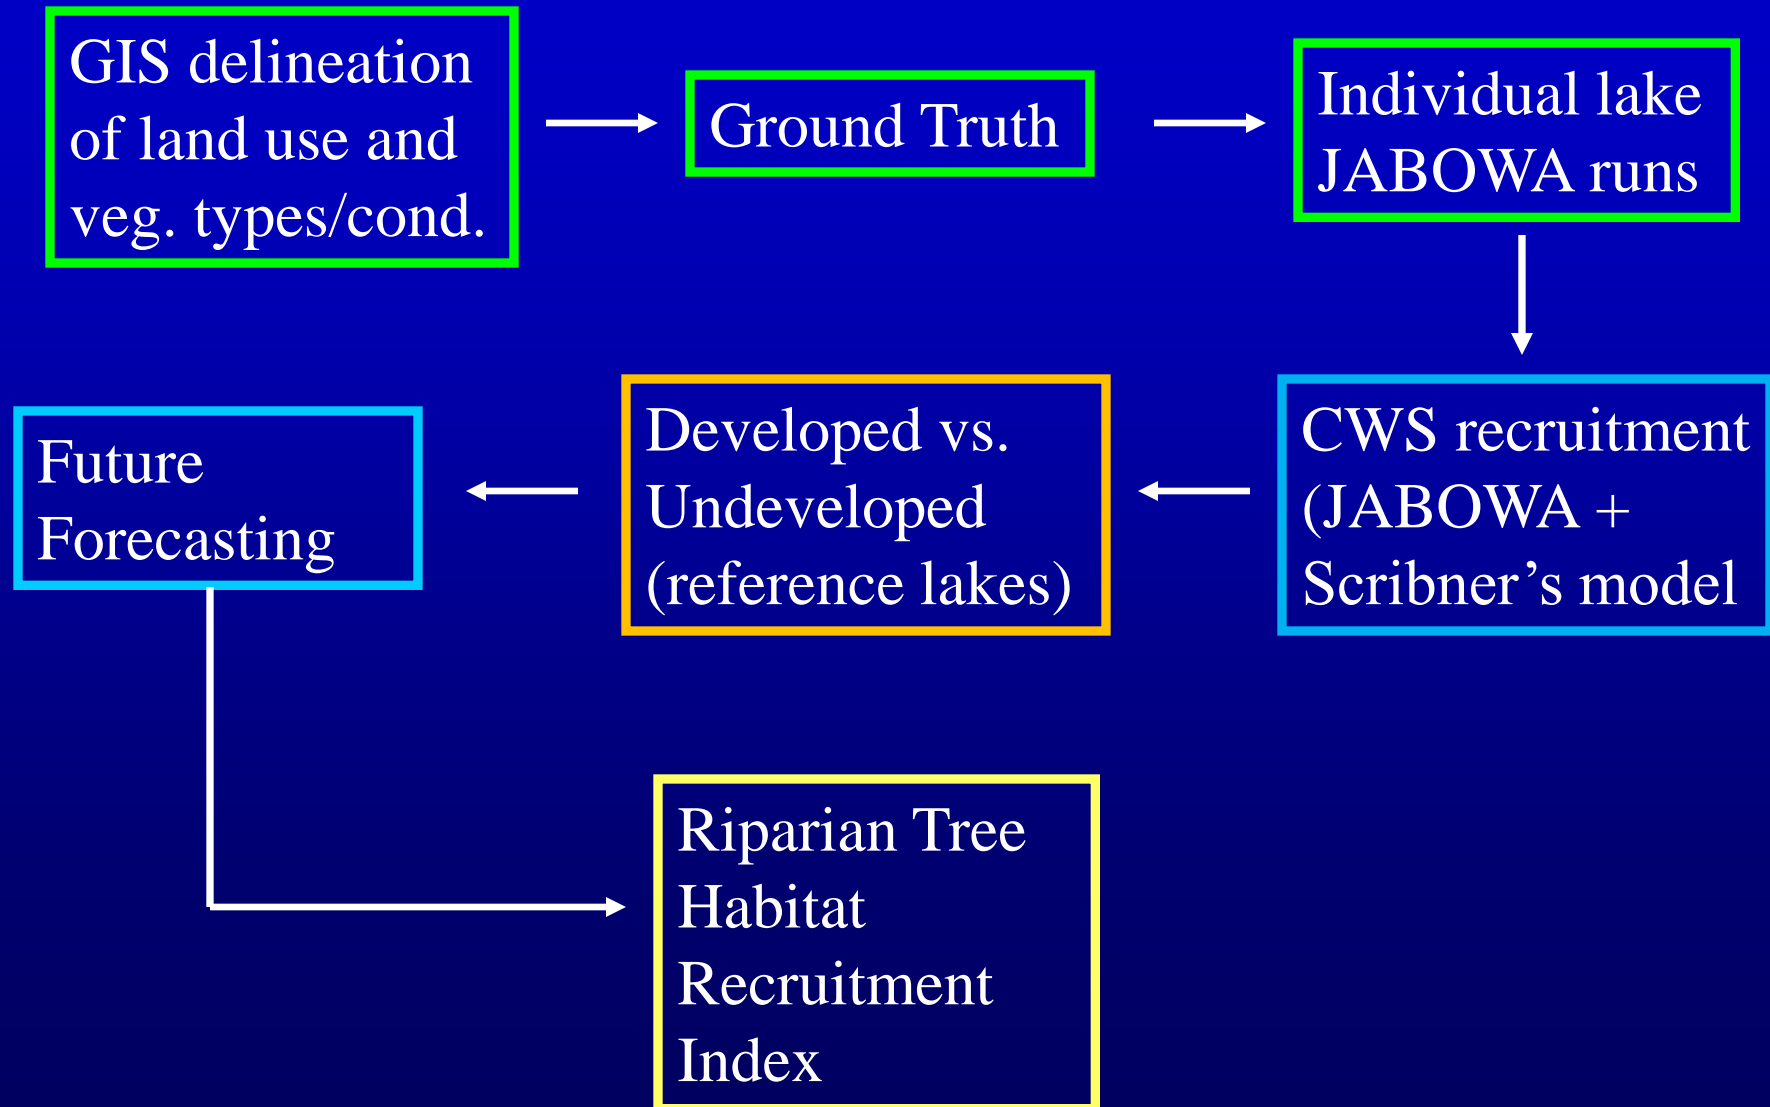 GIS delineation
of land use and
veg. types/cond.
Ground Truth
Individual lake
JABOWA runs
CWS recruitment
(JABOWA +
Scribner’s model
Developed vs.
Undeveloped
(reference lakes)
Future
Forecasting
Riparian Tree
Habitat
Recruitment
Index